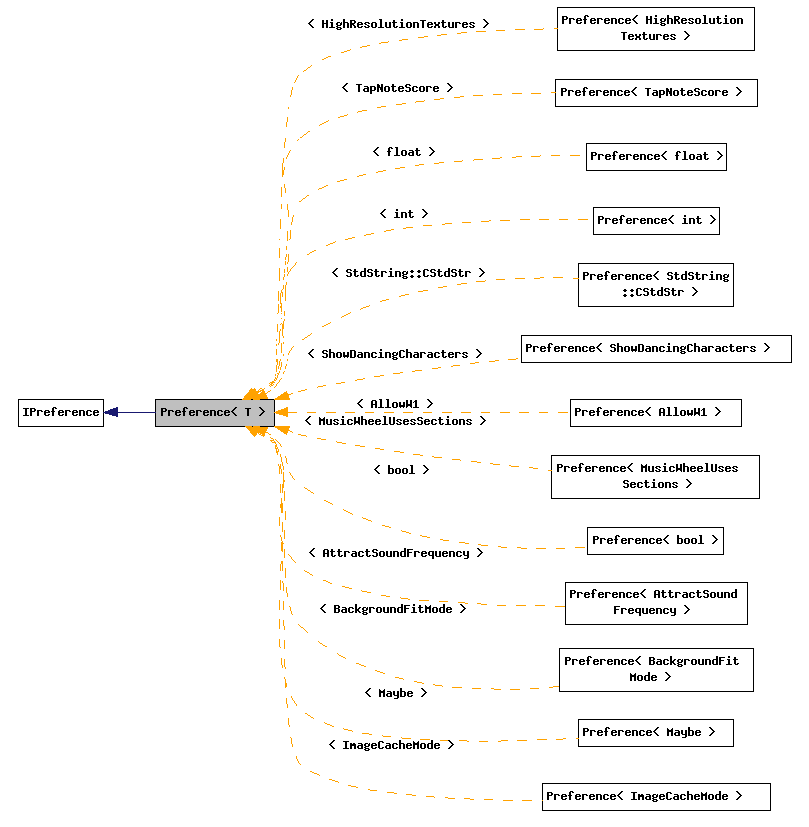 < HighResolutionTextures >
Preference< HighResolution
Textures >
< TapNoteScore >
Preference< TapNoteScore >
< float >
Preference< float >
< int >
Preference< int >
< StdString::CStdStr >
Preference< StdString
::CStdStr >
< ShowDancingCharacters >
Preference< ShowDancingCharacters >
IPreference
Preference< T >
< AllowW1 >
Preference< AllowW1 >
< MusicWheelUsesSections >
Preference< MusicWheelUses
Sections >
< bool >
Preference< bool >
< AttractSoundFrequency >
Preference< AttractSound
Frequency >
< BackgroundFitMode >
Preference< BackgroundFit
Mode >
< Maybe >
Preference< Maybe >
< ImageCacheMode >
Preference< ImageCacheMode >